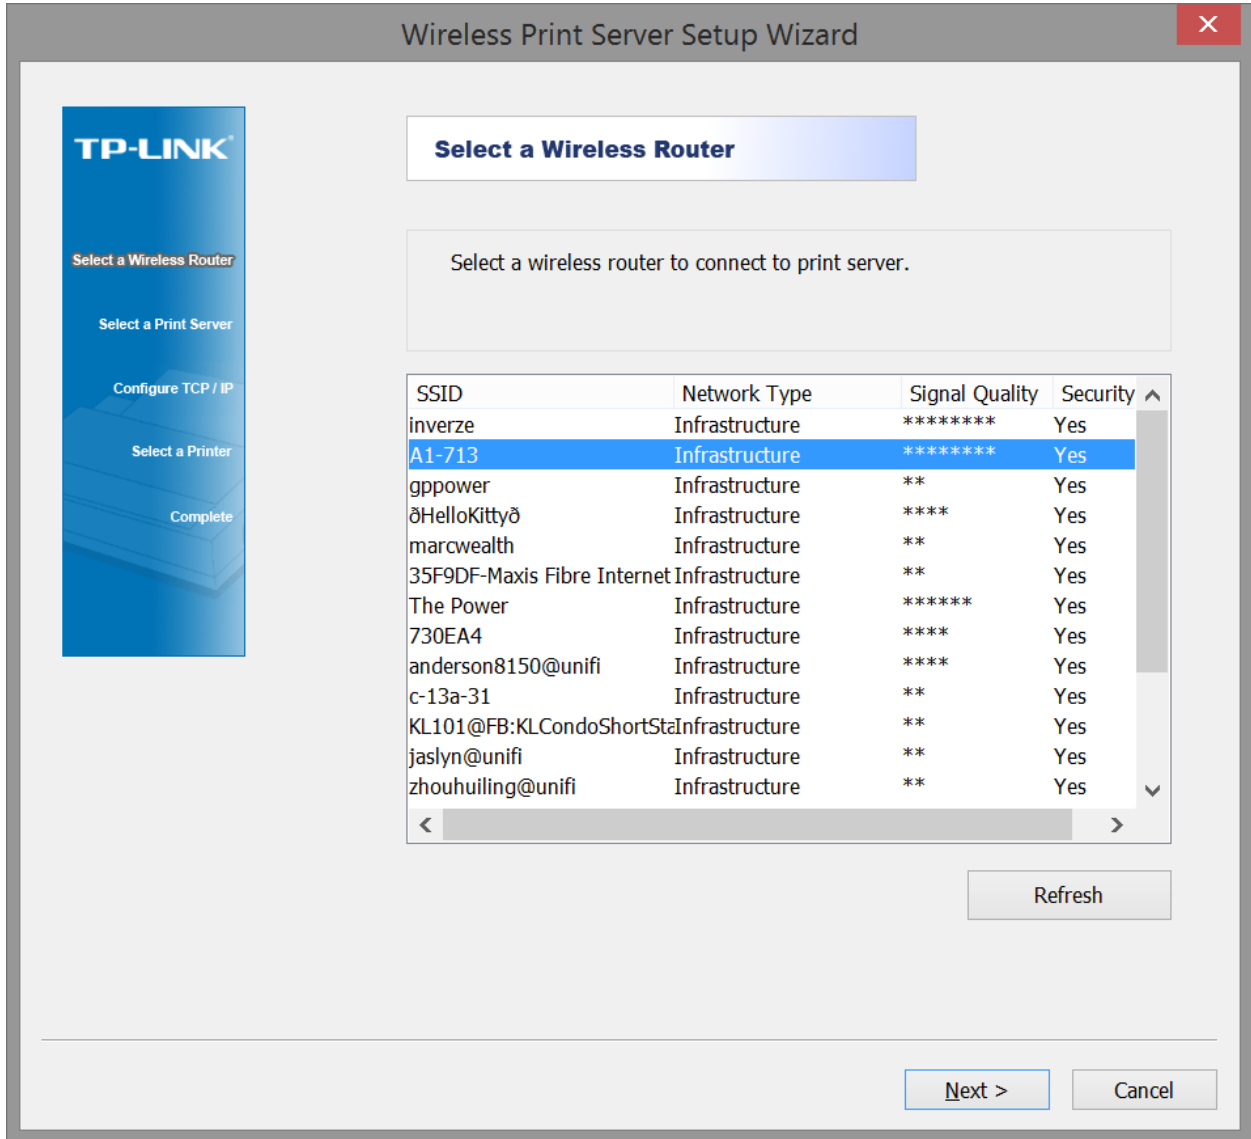 Wireless Print Server Setup Wizard
TP-LINK®
Select a Wireless Router
Select a Print Server
Configure TCP / IP
Select a Printer
Complete
Select a Wireless Router
Select a wireless router to connect to print server.
SSID Network Type Signal Quality Security
inverze Infrastructure ******** Yes
A1-713 Infrastructure ******** Yes
gppower Infrastructure ** Yes
ðHelloKittyð Infrastructure **** Yes
marcwealth Infrastructure ** Yes
35F9DF-Maxis Fibre Internet Infrastructure ** Yes
The Power Infrastructure ****** Yes
730EA4 Infrastructure **** Yes
anderson8150@unifi Infrastructure **** Yes
c-13a-31 Infrastructure ** Yes
KL101@FB:KLCondoShortSta Infrastructure ** Yes
jaslyn@unifi Infrastructure ** Yes
zhouhuiling@unifi Infrastructure ** Yes
Refresh
Next > Cancel